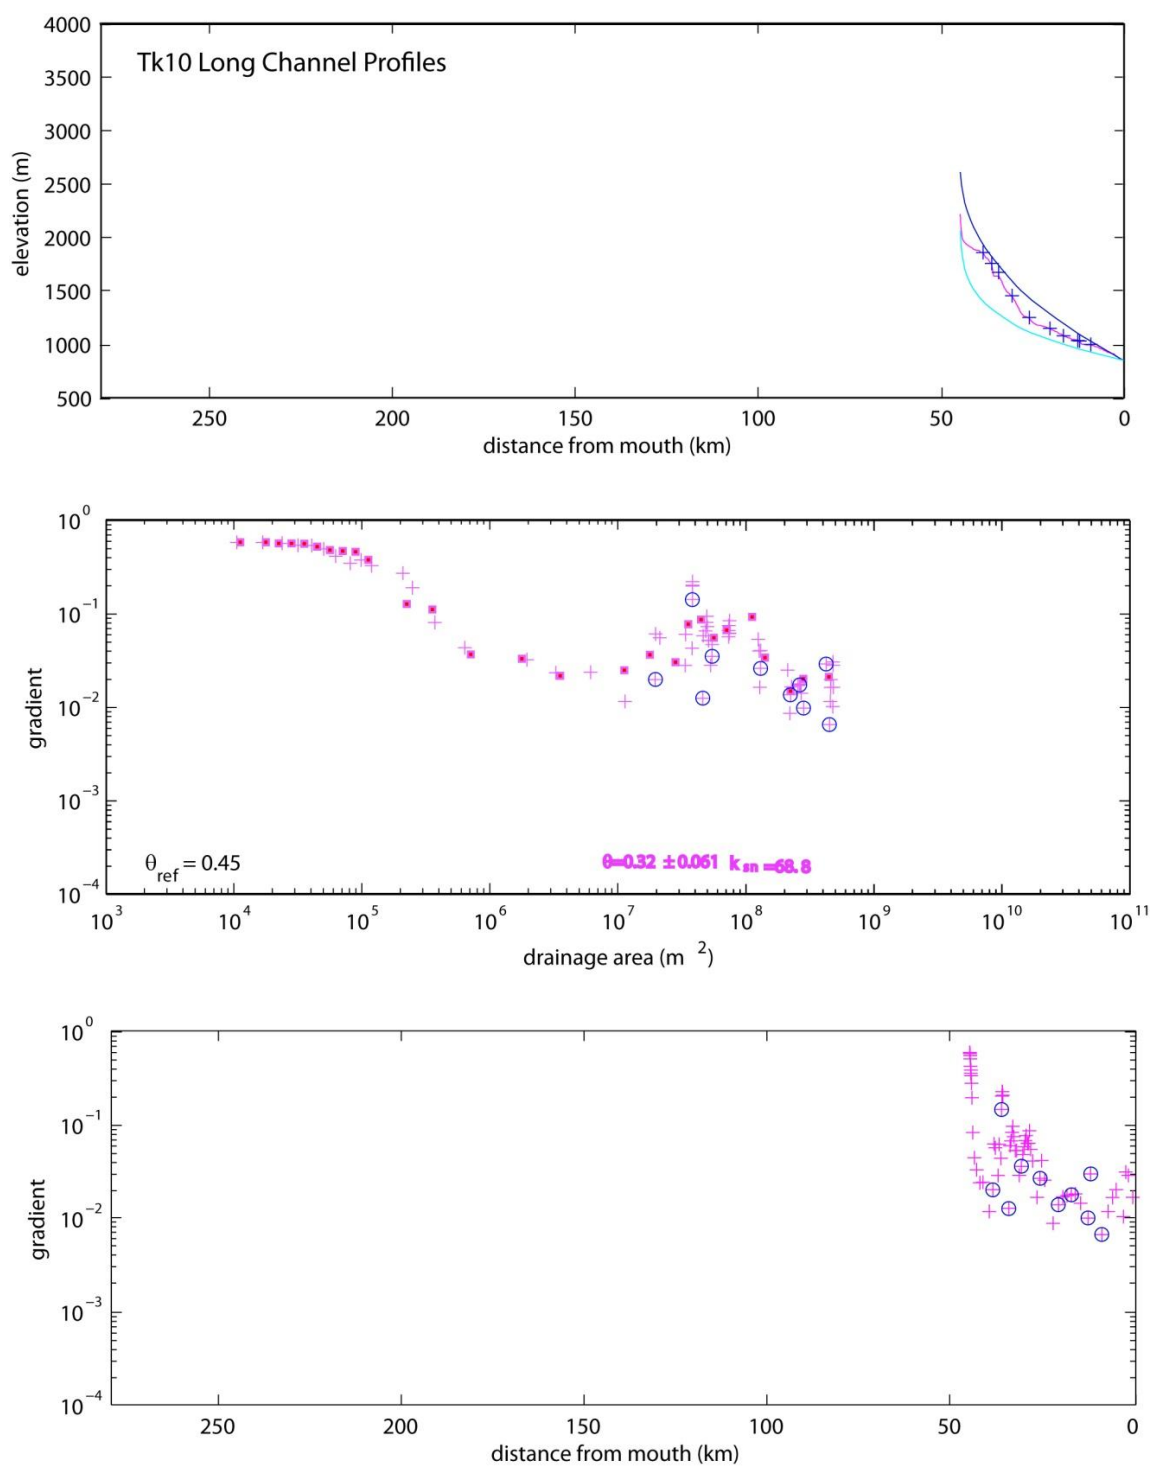 4000
Tk10 Long Channel Profiles
3500
3000
2500
2000
1500
1000
500
elevation (m)
250 200 150 100 50 0
distance from mouth (km)
10^0
10^−1
10^−2
10^−3
10^−4
gradient
θref = 0.45 θ=0.32 ±0.061 ksn =68.8
10^3 10^4 10^5 10^6 10^7 10^8 10^9 10^10 10^11
drainage area (m^2)
10^0
10^−1
10^−2
10^−3
10^−4
gradient
250 200 150 100 50 0
distance from mouth (km)